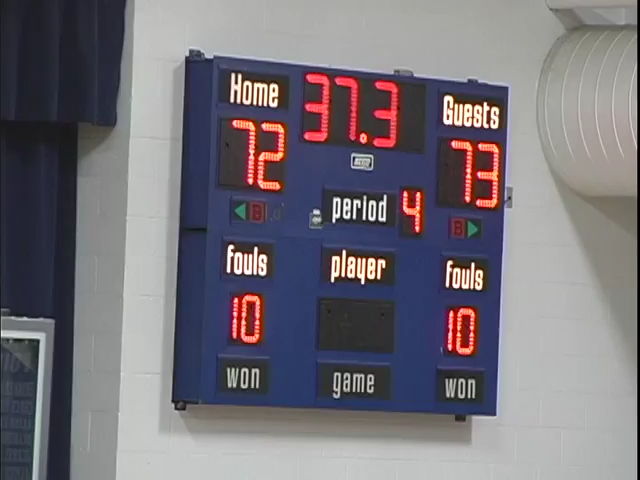 Home 37.3 Guests
72 73
B period 4 B
fouls player fouls
10 10
won game won